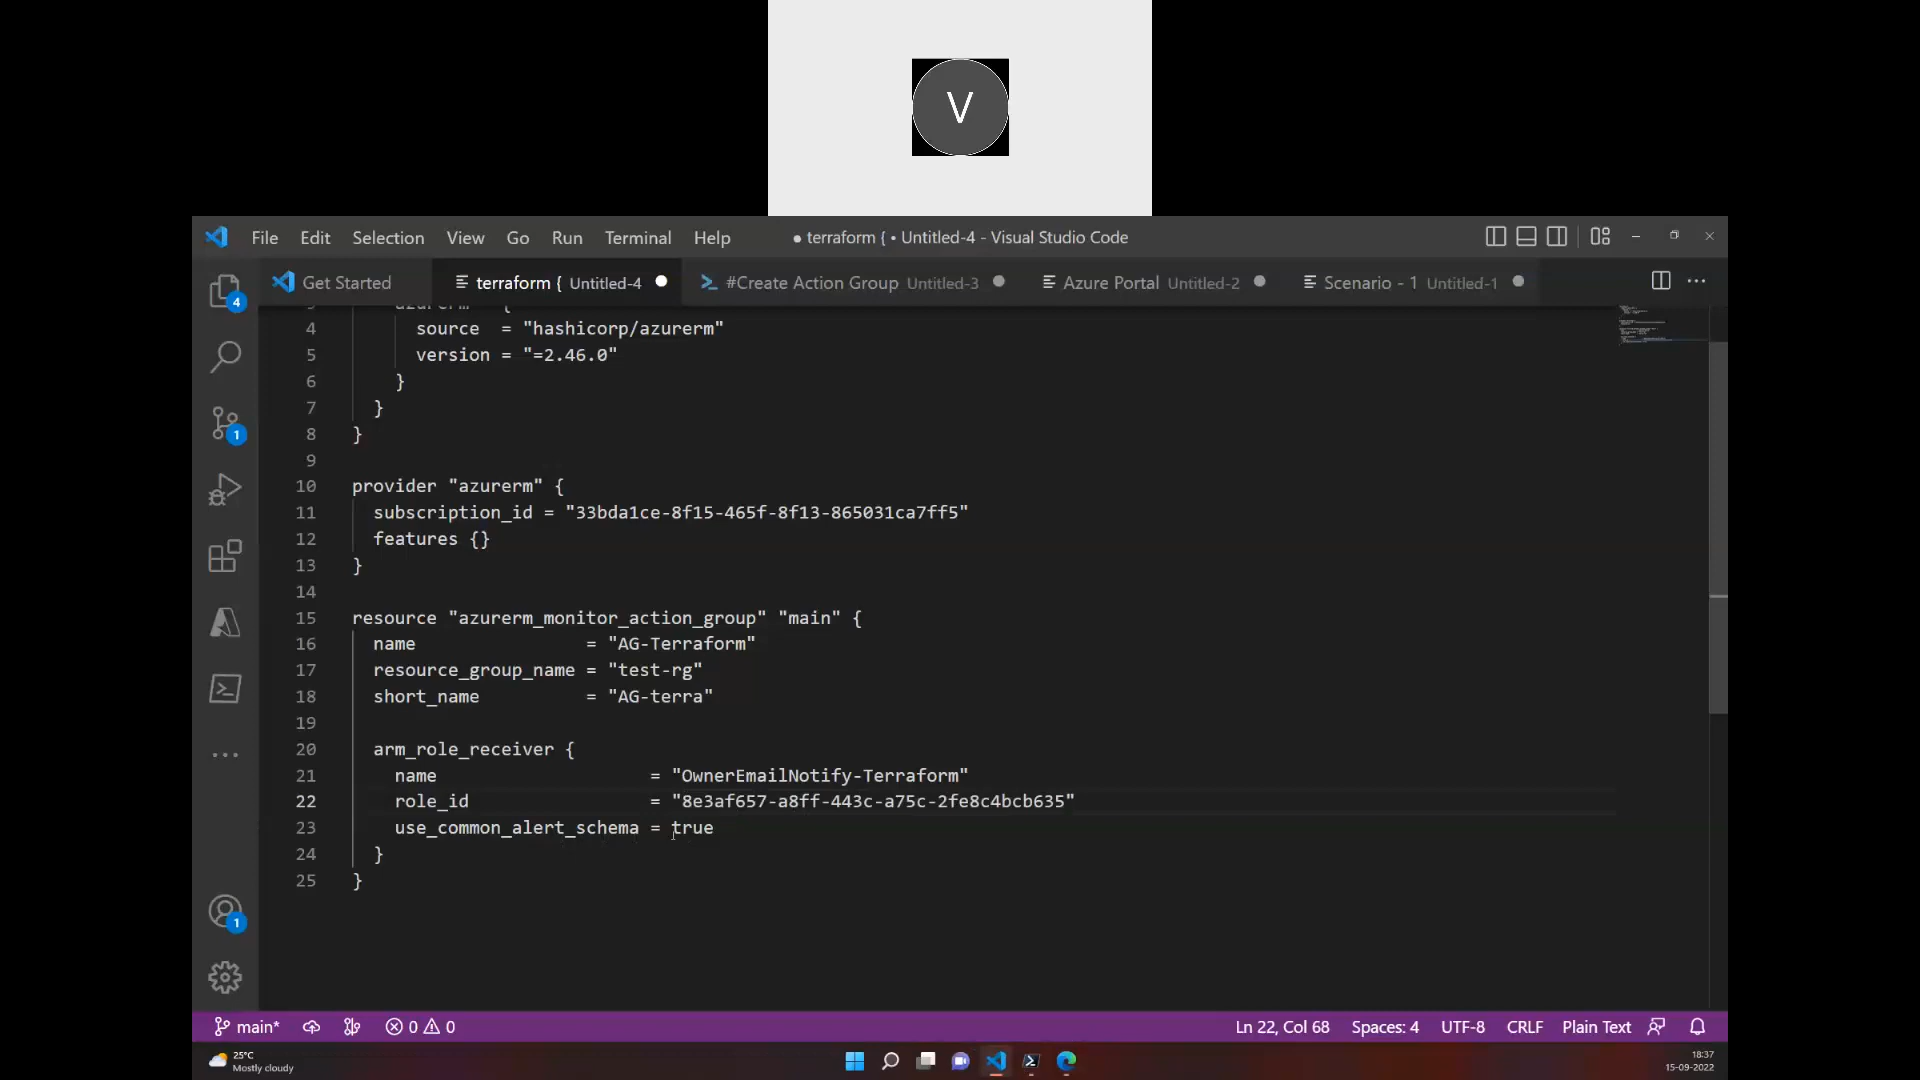 V
File Edit Selection View Go Run Terminal Help ● terraform { • Untitled-4 - Visual Studio Code
Get Started terraform { Untitled-4 #Create Action Group Untitled-3 Azure Portal Untitled-2 Scenario - 1 Untitled-1
4 source = "hashicorp/azurerm"
5 version = "=2.46.0"
6 }
7 }
8 }
9
10 provider "azurerm" {
11 subscription_id = "33bda1ce-8f15-465f-8f13-865031ca7ff5"
12 features {}
13 }
14
15 resource "azurerm_monitor_action_group" "main" {
16 name = "AG-Terraform"
17 resource_group_name = "test-rg"
18 short_name = "AG-terra"
19
20 arm_role_receiver {
21 name = "OwnerEmailNotify-Terraform"
22 role_id = "8e3af657-a8ff-443c-a75c-2fe8c4bcb635"
23 use_common_alert_schema = true
24 }
25 }
4
1
1
main* 0 0 Ln 22, Col 68 Spaces: 4 UTF-8 CRLF Plain Text
25°C
Mostly cloudy
18:37
15-09-2022